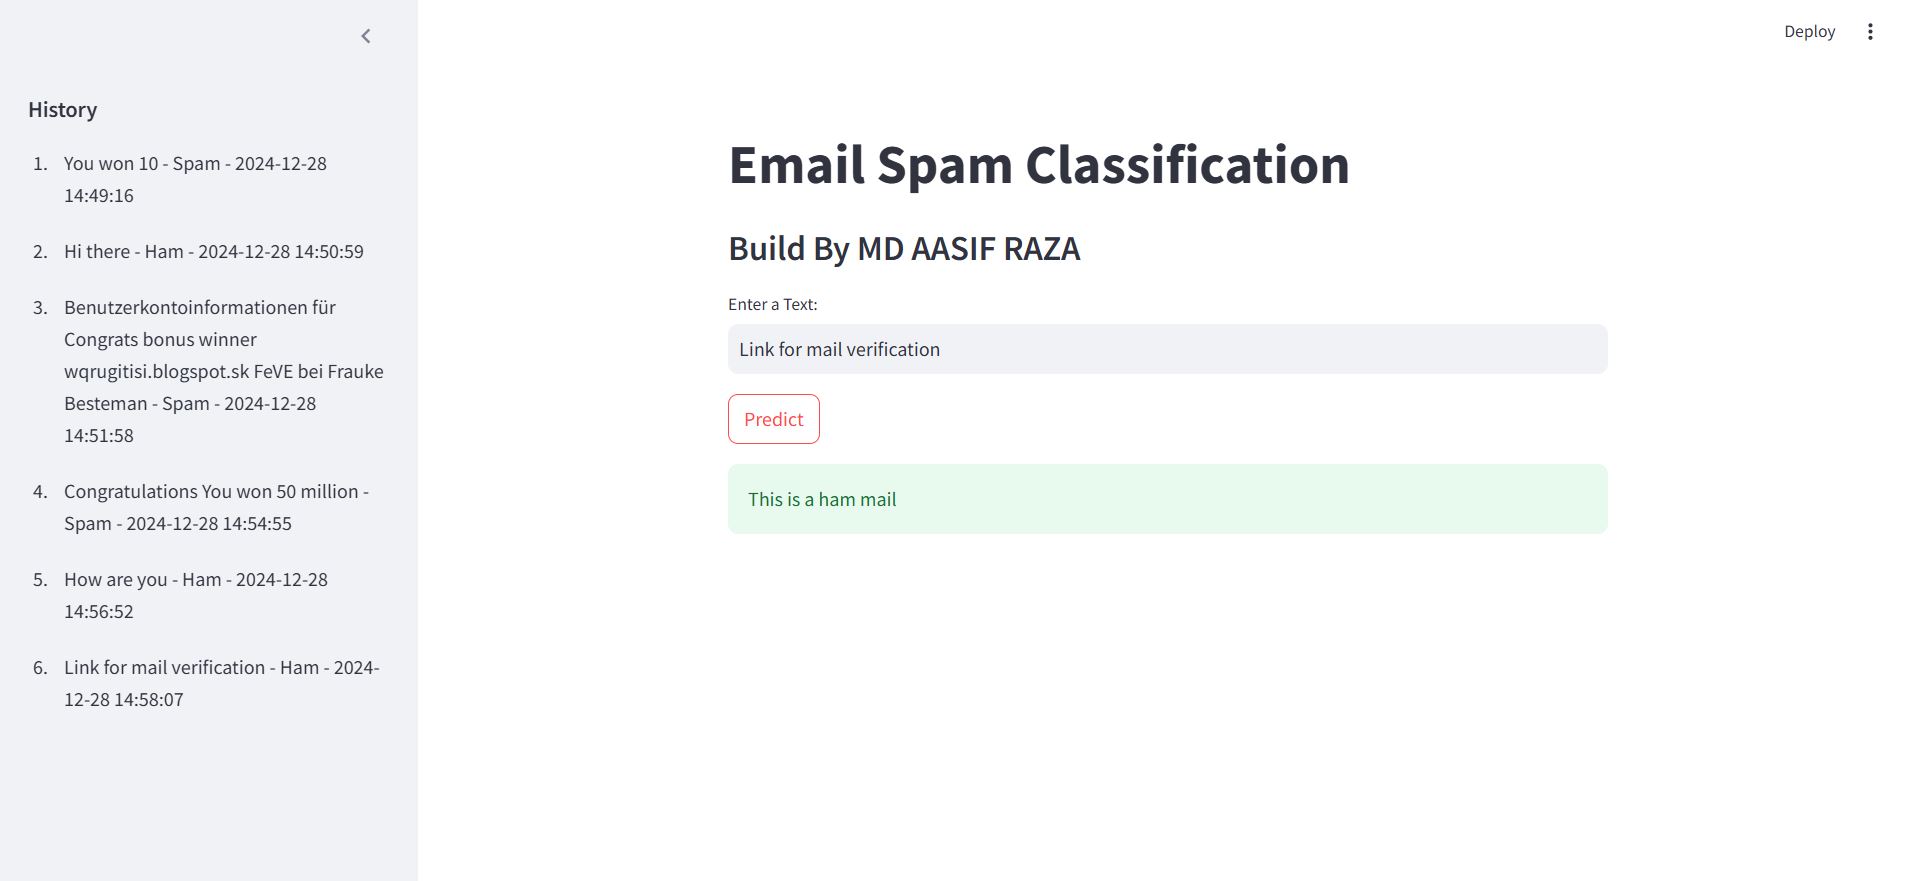 History
1. You won 10 - Spam - 2024-12-28
14:49:16
2. Hi there - Ham - 2024-12-28 14:50:59
3. Benutzerkontoinformationen für
Congrats bonus winner
wqrugitisi.blogspot.sk FeVE bei Frauke
Besteman - Spam - 2024-12-28
14:51:58
4. Congratulations You won 50 million -
Spam - 2024-12-28 14:54:55
5. How are you - Ham - 2024-12-28
14:56:52
6. Link for mail verification - Ham - 2024-
12-28 14:58:07
Deploy
Email Spam Classification
Build By MD AASIF RAZA
Enter a Text:
Link for mail verification
Predict
This is a ham mail